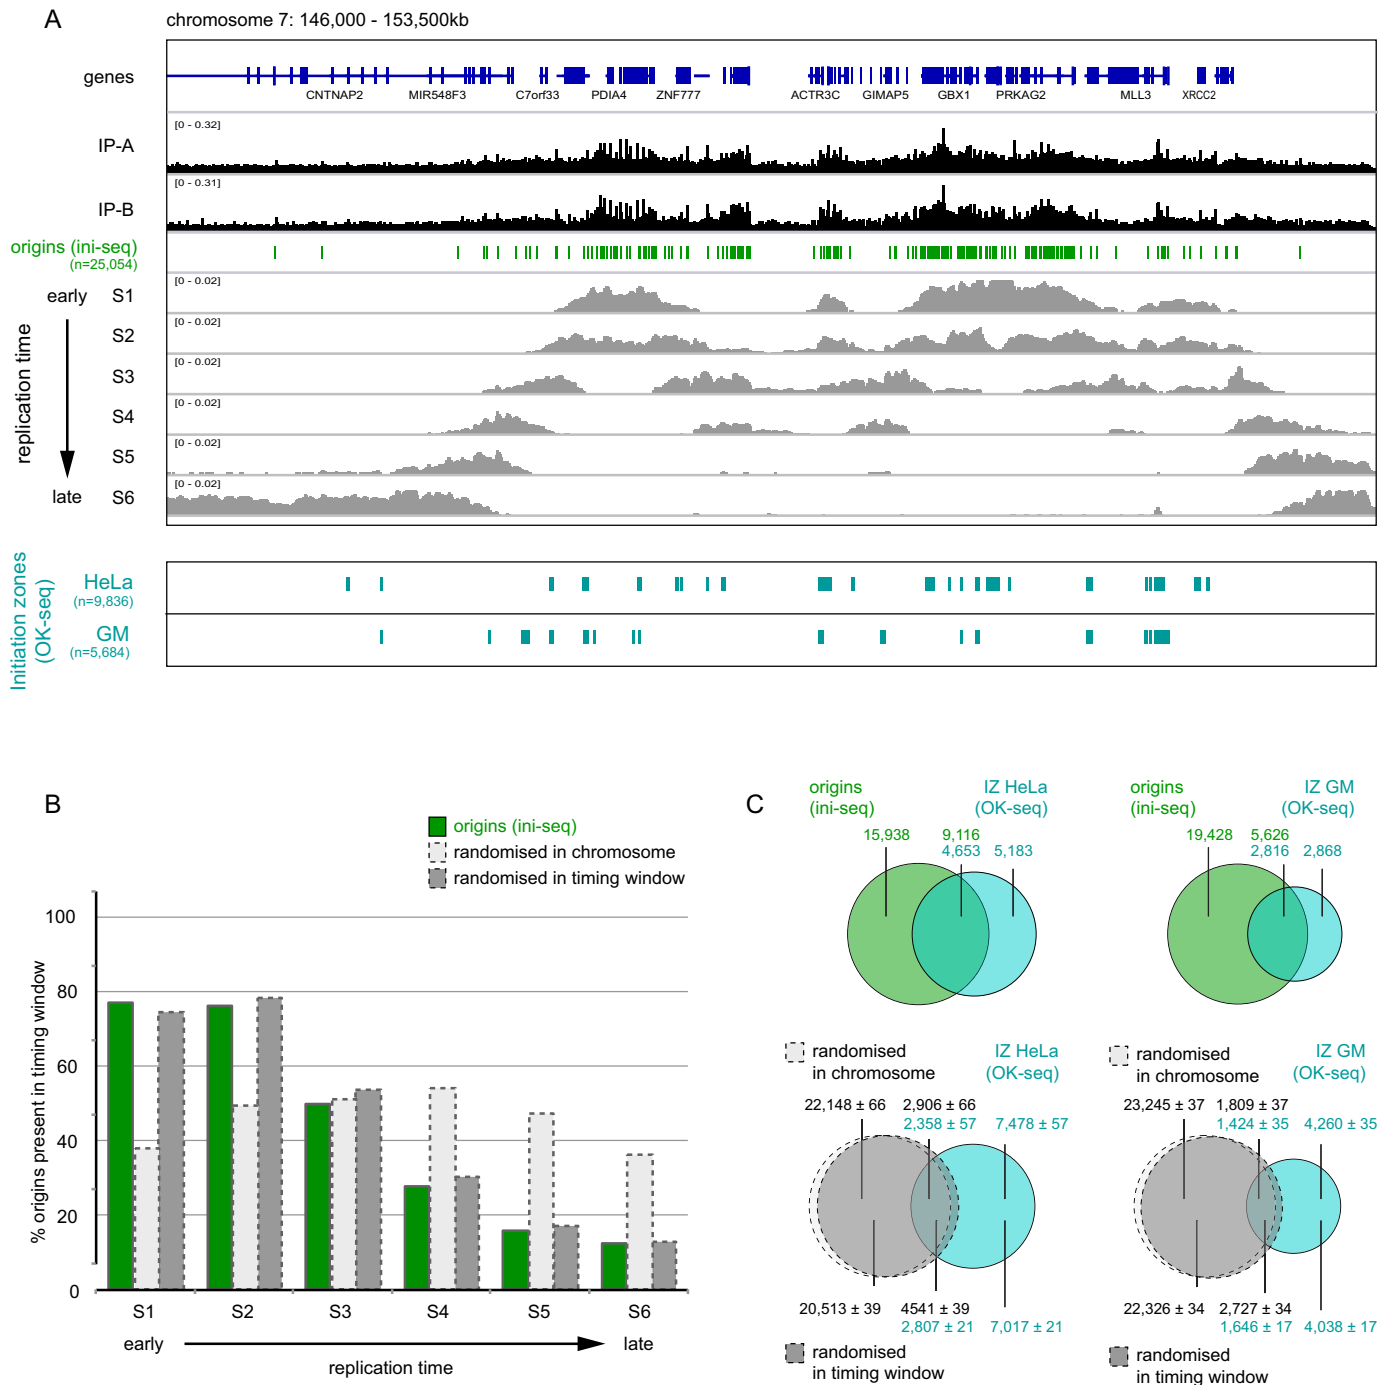 A
chromosome 7: 146,000 - 153,500kb
genes
CNTNAP2 MIR548F3 C7orf33 PDIA4 ZNF777 ACTR3C GIMAP5 GBX1 PRKAG2 MLL3 XRCC2
IP-A
[0 - 0.32]
IP-B
[0 - 0.31]
origins (ini-seq)
(n=25,054)
early
replication time
late
S1
[0 - 0.02]
S2
[0 - 0.02]
S3
[0 - 0.02]
S4
[0 - 0.02]
S5
[0 - 0.02]
S6
[0 - 0.02]
Initiation zones
(OK-seq)
HeLa
(n=9,836)
GM
(n=5,684)
B
origins (ini-seq)
randomised in chromosome
randomised in timing window
% origins present in timing window
100
80
60
40
20
0
S1 S2 S3 S4 S5 S6
early late
replication time
C
origins
(ini-seq)
IZ HeLa
(OK-seq)
15,938 9,116
4,653 5,183
origins
(ini-seq)
IZ GM
(OK-seq)
19,428 5,626
2,816 2,868
randomised
in chromosome
IZ HeLa
(OK-seq)
22,148 ± 66 2,906 ± 66
2,358 ± 57 7,478 ± 57
20,513 ± 39 4541 ± 39
2,807 ± 21 7,017 ± 21
randomised
in timing window
randomised
in chromosome
IZ GM
(OK-seq)
23,245 ± 37 1,809 ± 37
1,424 ± 35 4,260 ± 35
22,326 ± 34 2,727 ± 34
1,646 ± 17 4,038 ± 17
randomised
in timing window